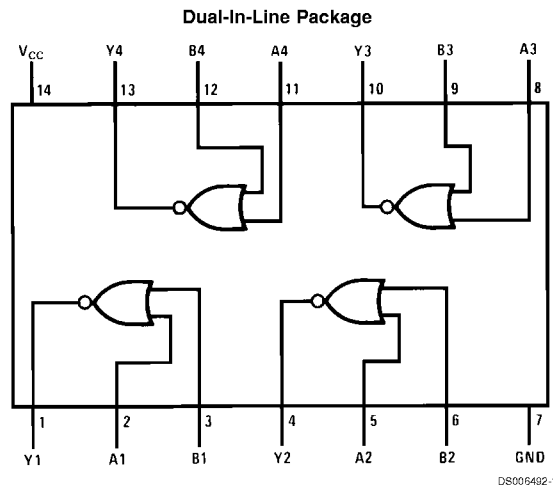 Dual-In-Line Package
VCC Y4 B4 A4 Y3 B3 A3
14 13 12 11 10 9 8
1 2 3 4 5 6 7
Y1 A1 B1 Y2 A2 B2 GND
DS006492-